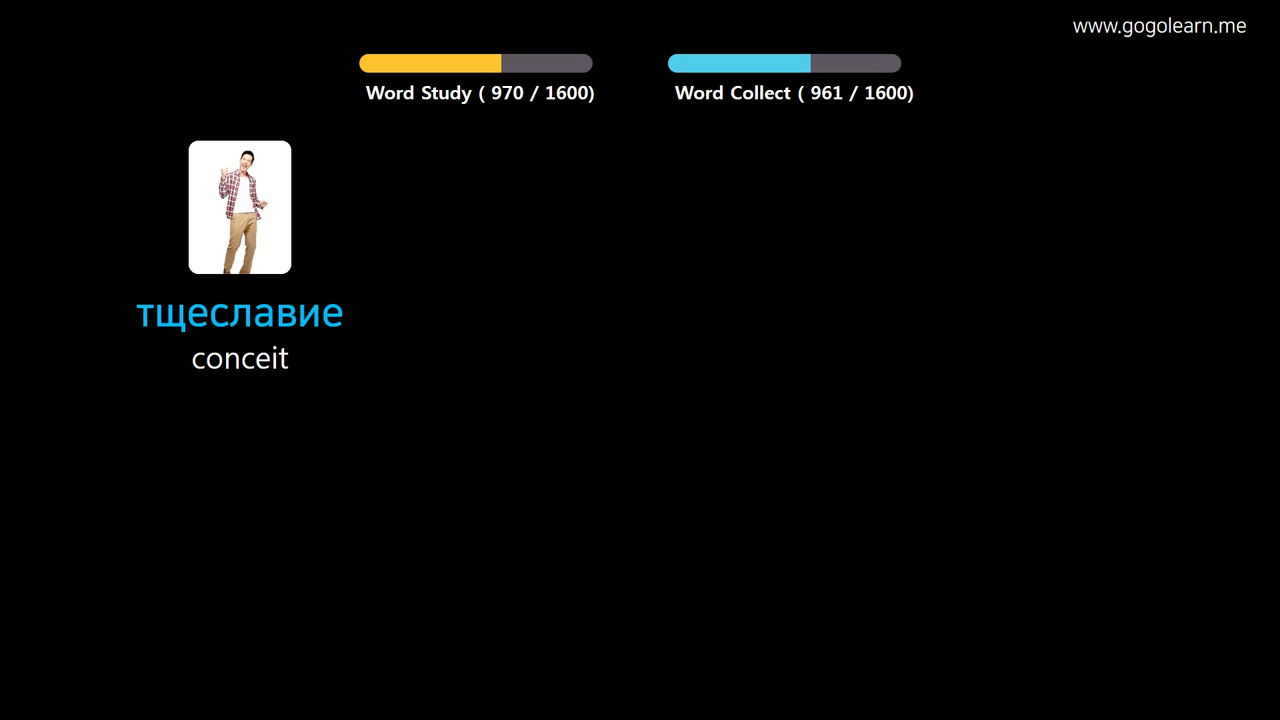 www.gogolearn.me
Word Study ( 970 / 1600)
Word Collect ( 961 / 1600)
тщеславие
conceit